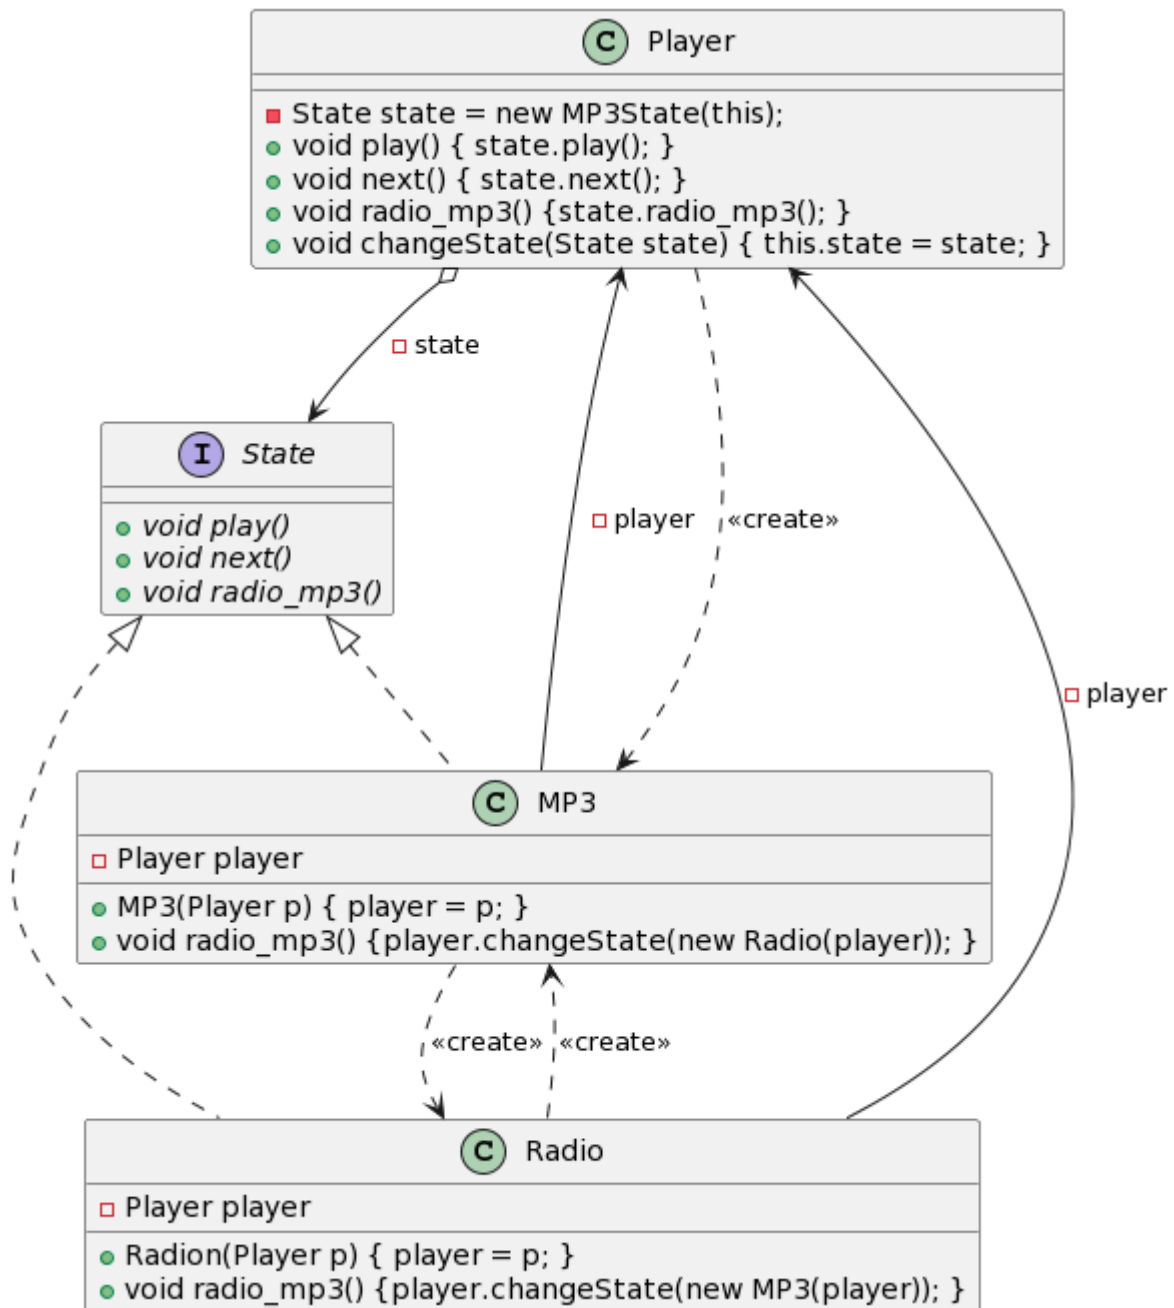 C Player
State state = new MP3State(this);
void play() { state.play(); }
void next() { state.next(); }
void radio_mp3() {state.radio_mp3(); }
void changeState(State state) { this.state = state; }
state
I State
void play()
void next()
void radio_mp3()
player
«create»
player
C MP3
Player player
MP3(Player p) { player = p; }
void radio_mp3() {player.changeState(new Radio(player)); }
«create»
«create»
C Radio
Player player
Radion(Player p) { player = p; }
void radio_mp3() {player.changeState(new MP3(player)); }